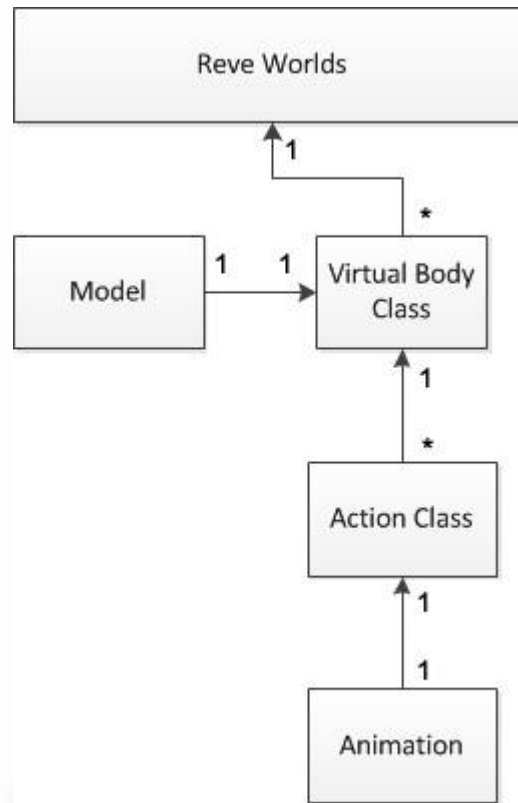 Reve Worlds
1
*
Model
1
1
Virtual Body
Class
1
*
Action Class
1
1
Animation